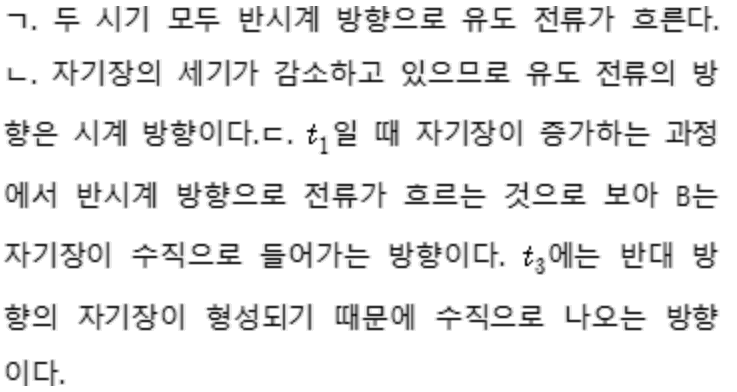 ㄱ. 두 시기 모두 반시계 방향으로 유도 전류가 흐른다.
ㄴ. 자기장의 세기가 감소하고 있으므로 유도 전류의 방
향은 시계 방향이다.ㄷ. t₁일 때 자기장이 증가하는 과정
에서 반시계 방향으로 전류가 흐르는 것으로 보아 B는
자기장이 수직으로 들어가는 방향이다. t₃에는 반대 방
향의 자기장이 형성되기 때문에 수직으로 나오는 방향
이다.